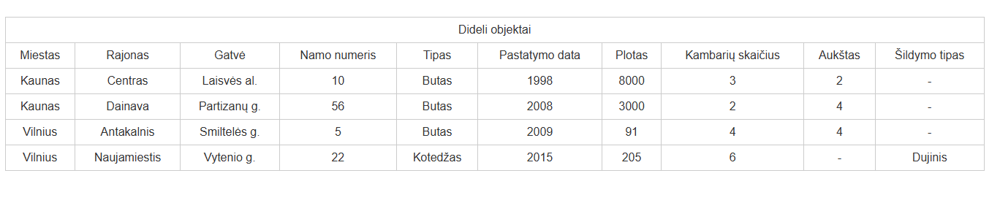 Dideli objektai
Miestas Rajonas Gatvė Namo numeris Tipas Pastatymo data Plotas Kambarių skaičius Aukštas Šildymo tipas
Kaunas Centras Laisvės al. 10 Butas 1998 8000 3 2 -
Kaunas Dainava Partizanų g. 56 Butas 2008 3000 2 4 -
Vilnius Antakalnis Smiltelės g. 5 Butas 2009 91 4 4 -
Vilnius Naujamiestis Vytenio g. 22 Kotedžas 2015 205 6 - Dujinis